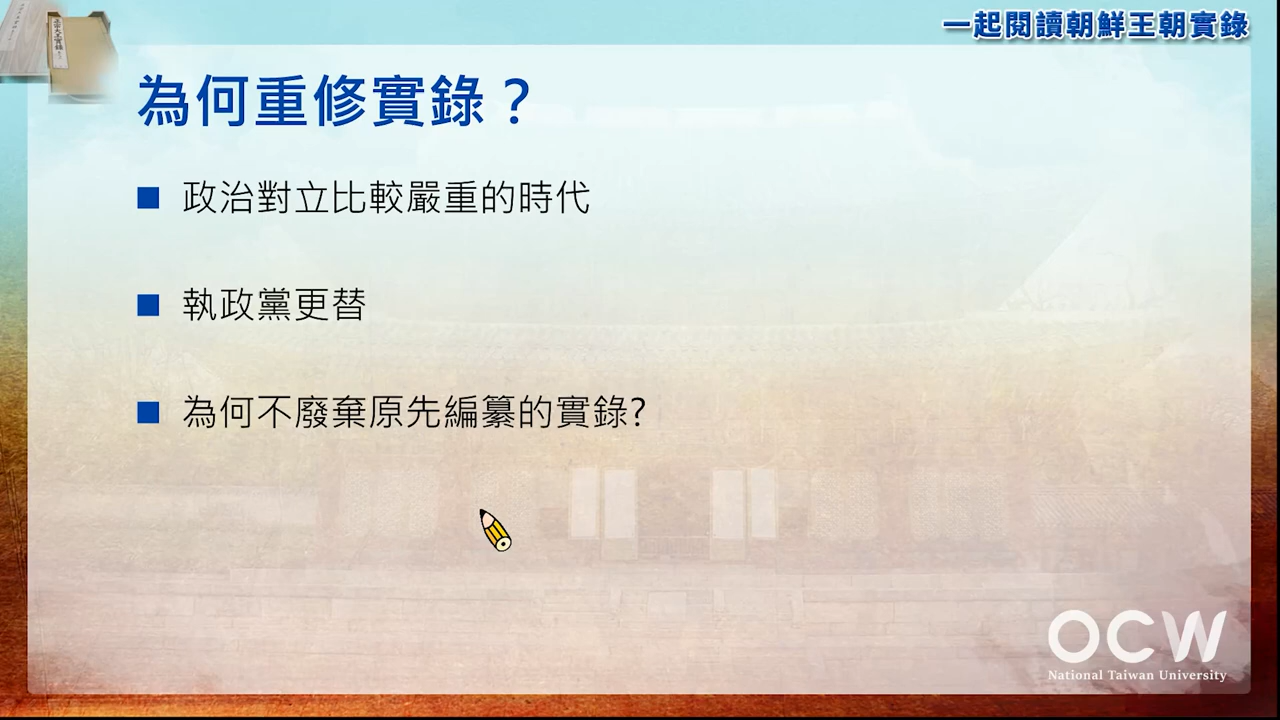 一起閱讀朝鮮王朝實錄
為何重修實錄？
政治對立比較嚴重的時代
執政黨更替
為何不廢棄原先編纂的實錄?
OCW
National Taiwan University